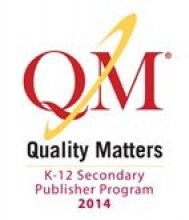 QM®
Quality Matters
K-12 Secondary
Publisher Program
2014